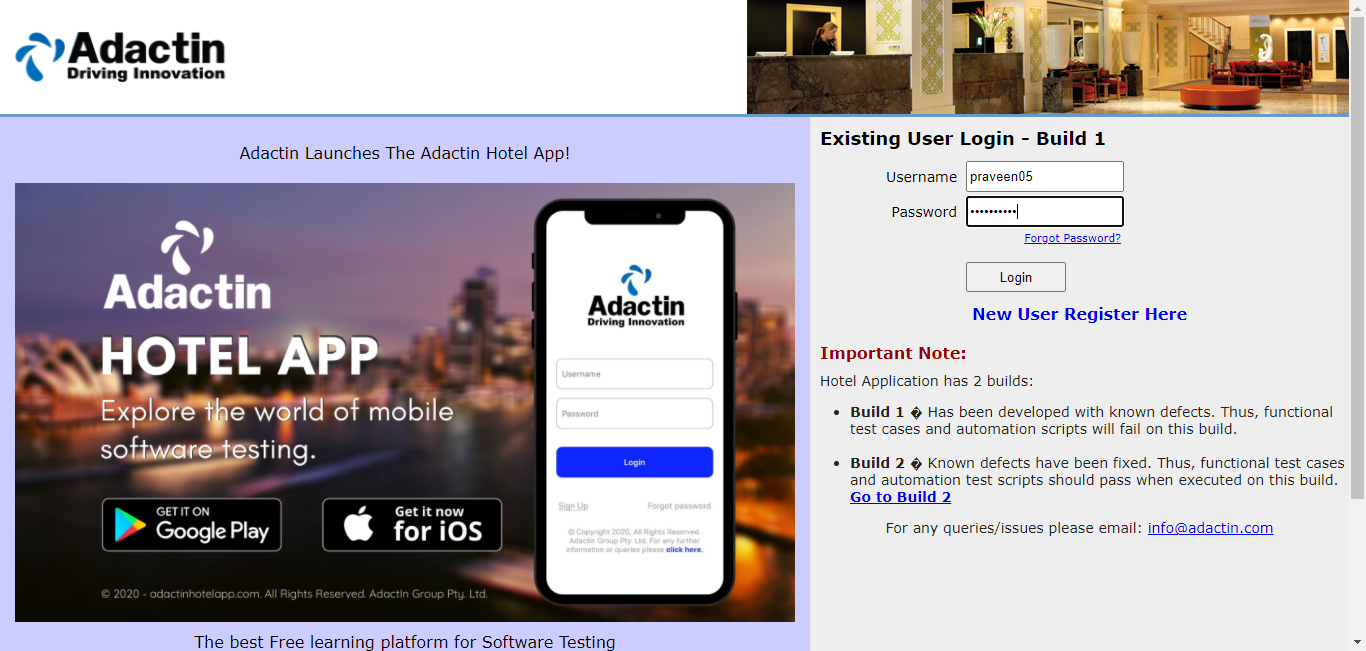 Adactin
Driving Innovation
Adactin Launches The Adactin Hotel App!
Adactin
HOTEL APP
Explore the world of mobile
software testing.
GET IT ON
Google Play
Get it now
for iOS
© 2020 - adactinhotelapp.com. All Rights Reserved. AdactIn Group Pty. Ltd.
Adactin
Driving Innovation
Username
Password
Login
Sign Up Forgot password
© Copyright 2020, All Rights Reserved.
AdactIn Group Pty. Ltd. For any further
information or queries please click here.
The best Free learning platform for Software Testing
Existing User Login - Build 1
Username praveen05
Password ••••••••••
Forgot Password?
Login
New User Register Here
Important Note:
Hotel Application has 2 builds:
• Build 1 � Has been developed with known defects. Thus, functional
test cases and automation scripts will fail on this build.
• Build 2 � Known defects have been fixed. Thus, functional test cases
and automation test scripts should pass when executed on this build.
Go to Build 2
For any queries/issues please email: info@adactin.com